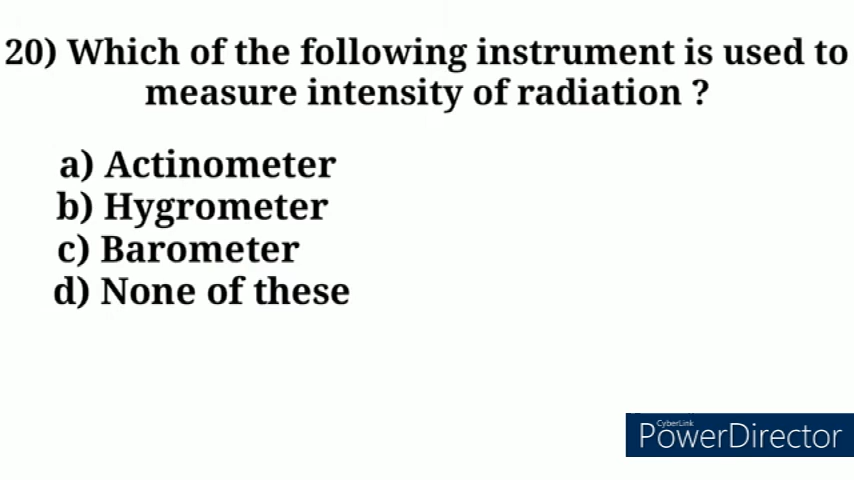 20) Which of the following instrument is used to
measure intensity of radiation ?
a) Actinometer
b) Hygrometer
c) Barometer
d) None of these
CyberLink
PowerDirector